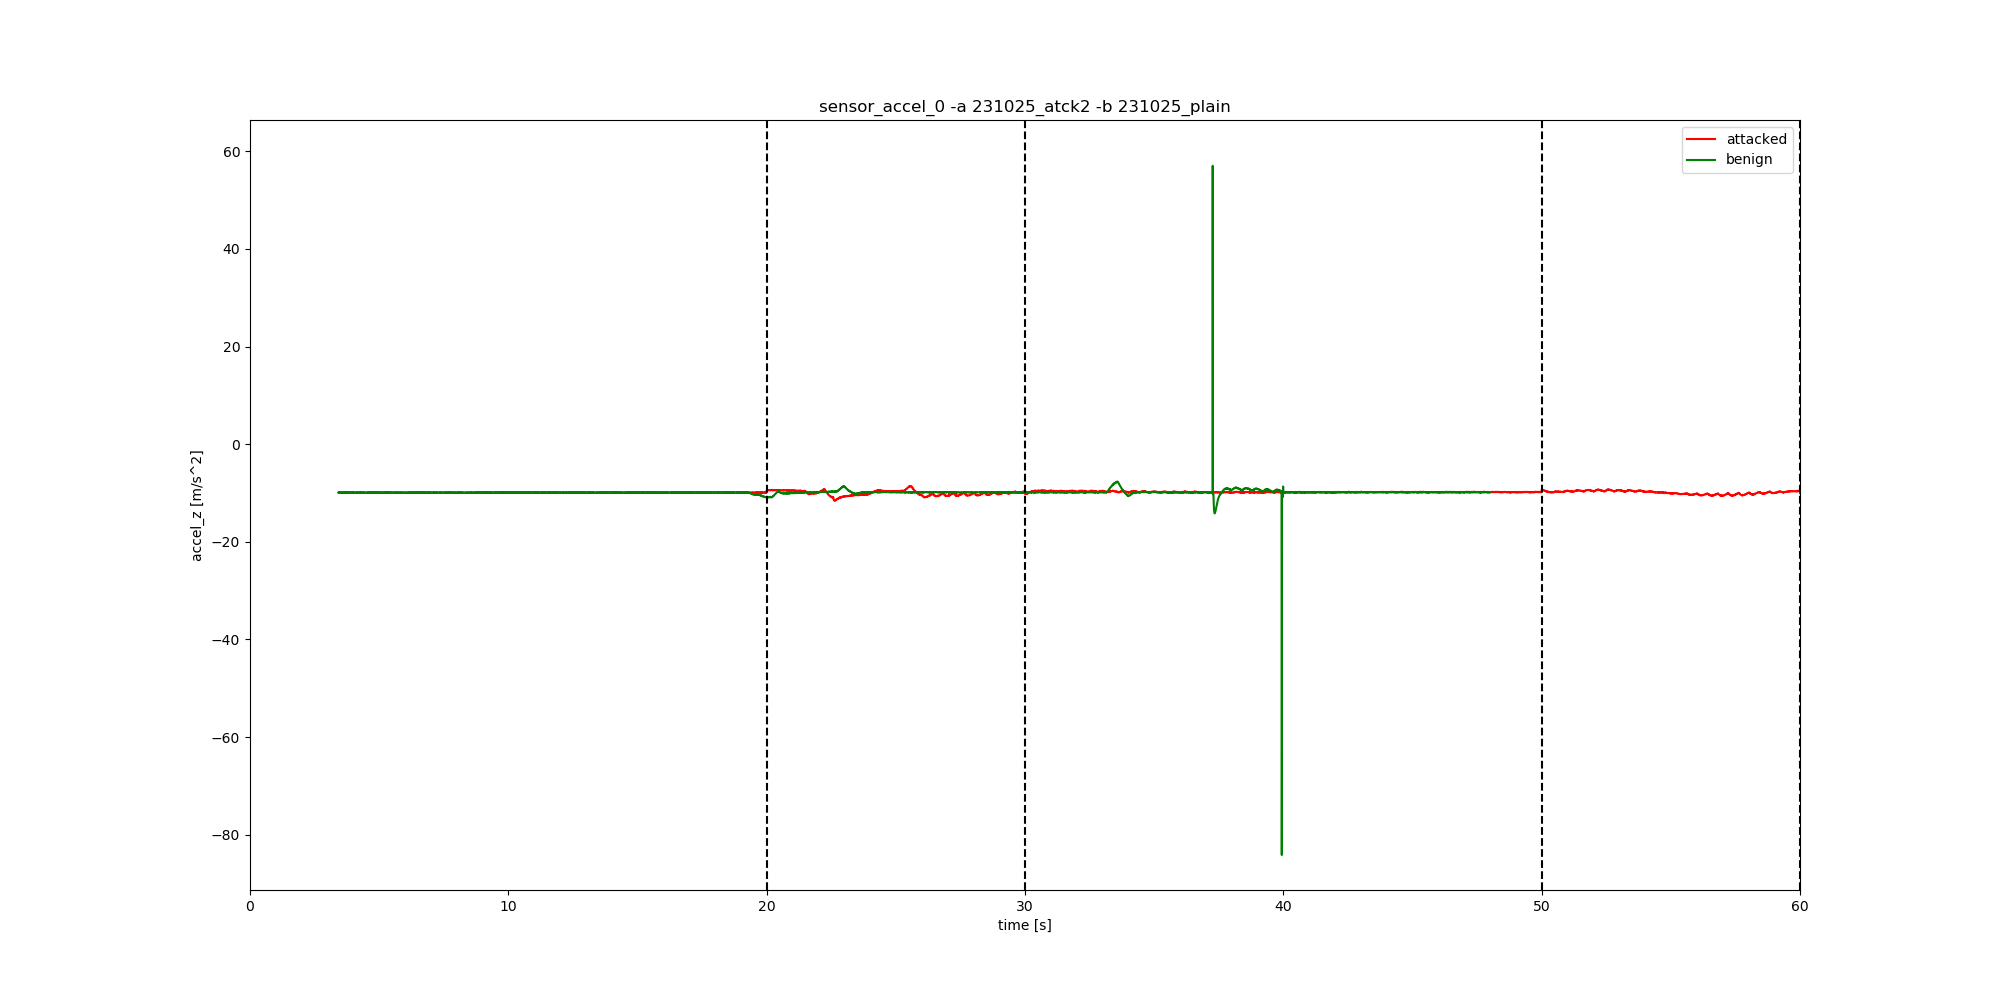 sensor_accel_0 -a 231025_atck2 -b 231025_plain
attacked
benign
60
40
20
0
−20
−40
−60
−80
accel_z [m/s^2]
0 10 20 30 40 50 60
time [s]